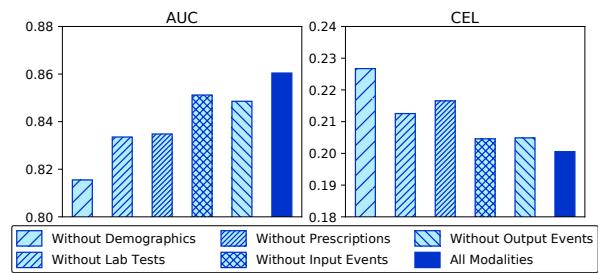 AUC
CEL
0.88
0.86
0.84
0.82
0.80
0.24
0.23
0.22
0.21
0.20
0.19
0.18
Without Demographics
Without Prescriptions
Without Output Events
Without Lab Tests
Without Input Events
All Modalities